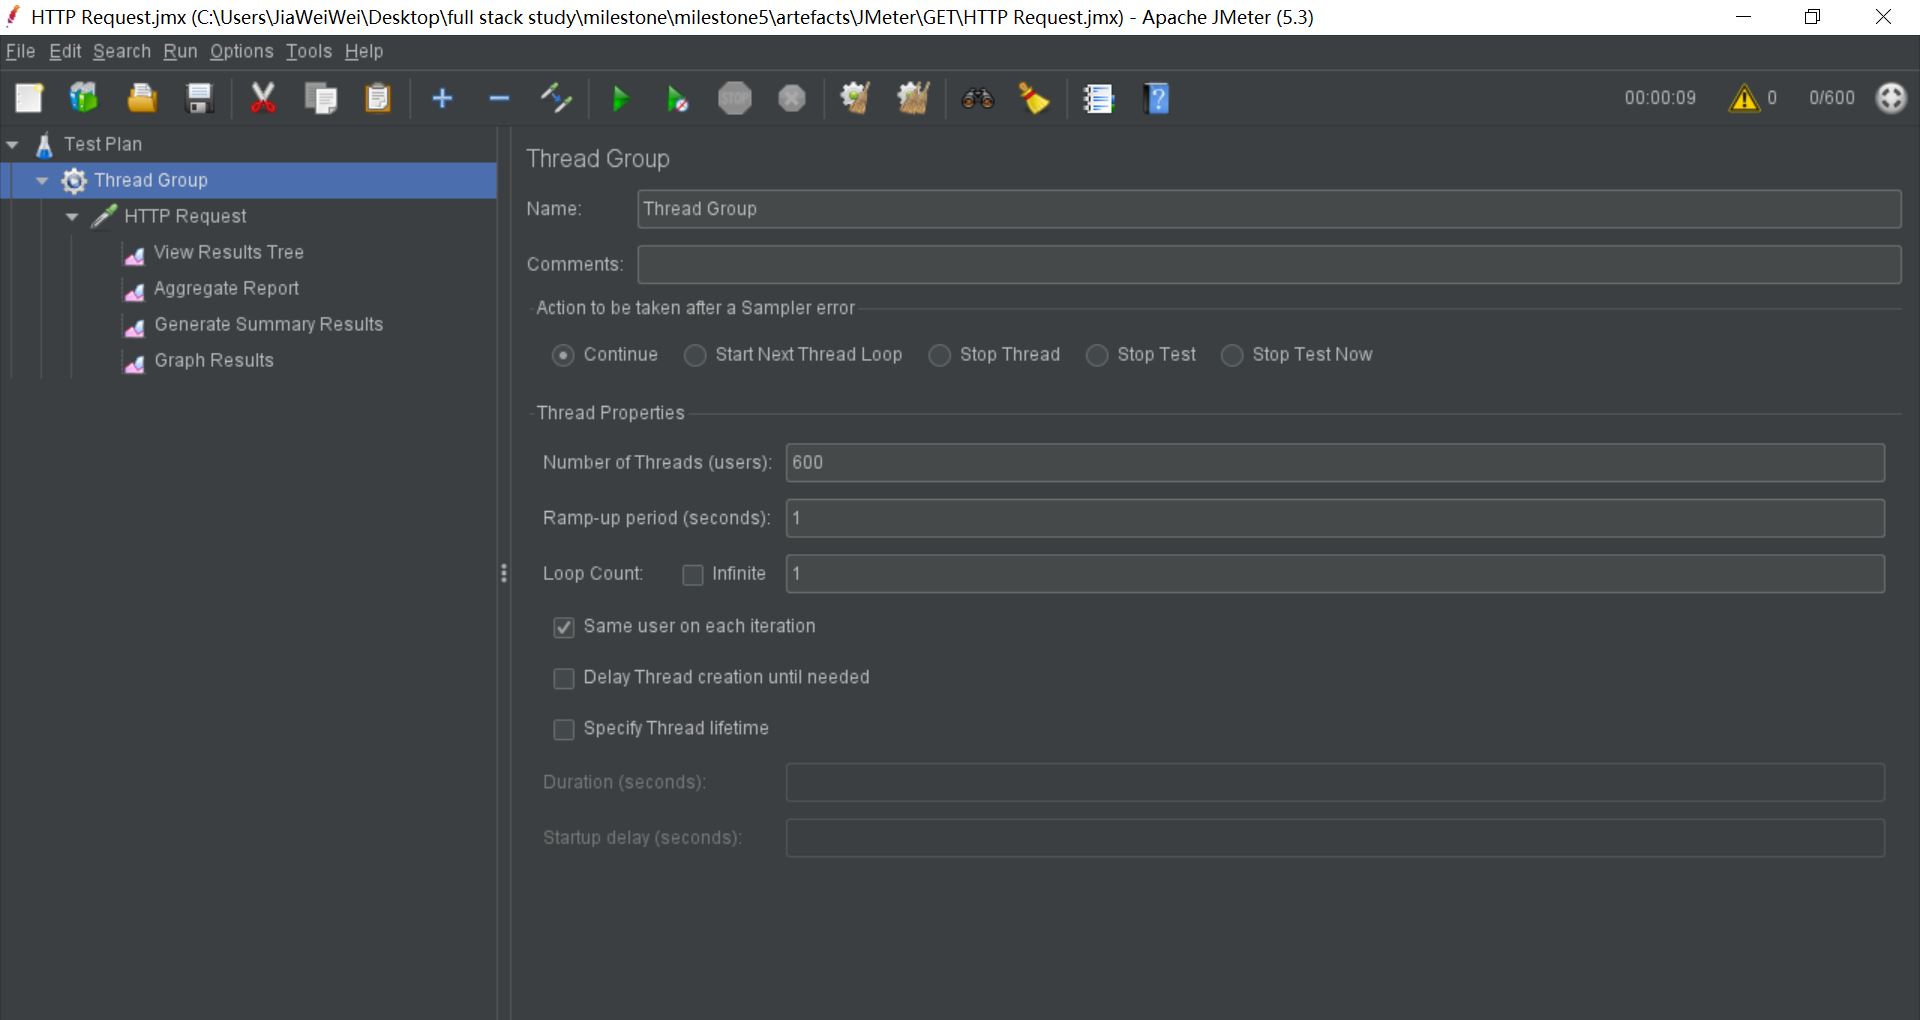 HTTP Request.jmx (C:\Users\JiaWeiWei\Desktop\full stack study\milestone\milestone5\artefacts\JMeter\GET\HTTP Request.jmx) - Apache JMeter (5.3)
File Edit Search Run Options Tools Help
STOP ? 00:00:09 0 0/600
Test Plan
Thread Group
HTTP Request
View Results Tree
Aggregate Report
Generate Summary Results
Graph Results
Thread Group
Name: Thread Group
Comments:
Action to be taken after a Sampler error
Continue Start Next Thread Loop Stop Thread Stop Test Stop Test Now
Thread Properties
Number of Threads (users): 600
Ramp-up period (seconds): 1
Loop Count: Infinite 1
Same user on each iteration
Delay Thread creation until needed
Specify Thread lifetime
Duration (seconds):
Startup delay (seconds):